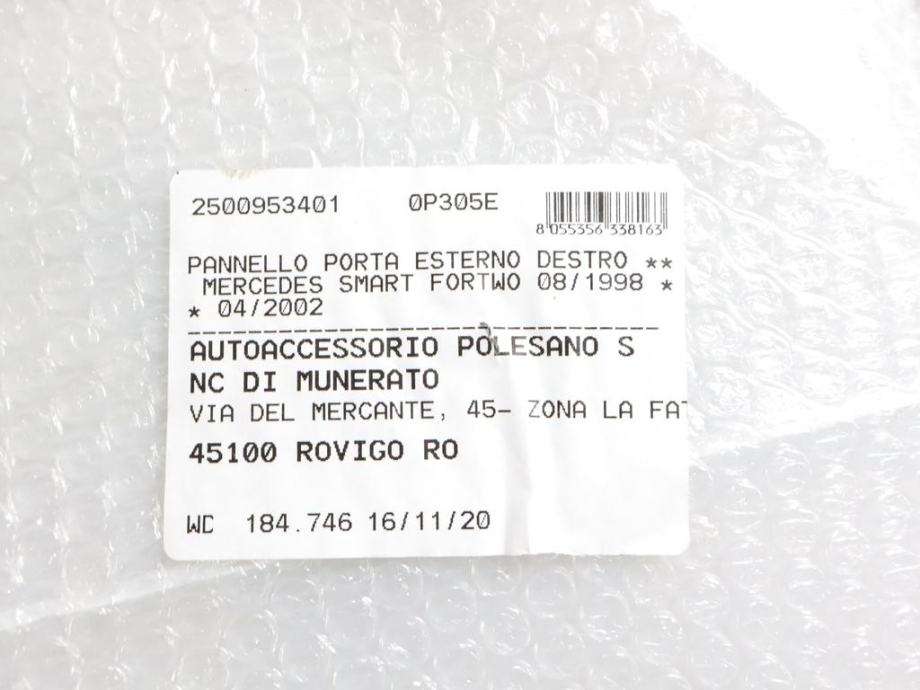 2500953401 0P305E
8 055356 338163
PANNELLO PORTA ESTERNO DESTRO **
MERCEDES SMART FORTWO 08/1998 *
* 04/2002
AUTOACCESSORIO POLESANO S
NC DI MUNERATO
VIA DEL MERCANTE, 45- ZONA LA FAT
45100 ROVIGO RO
WC 184.746 16/11/20